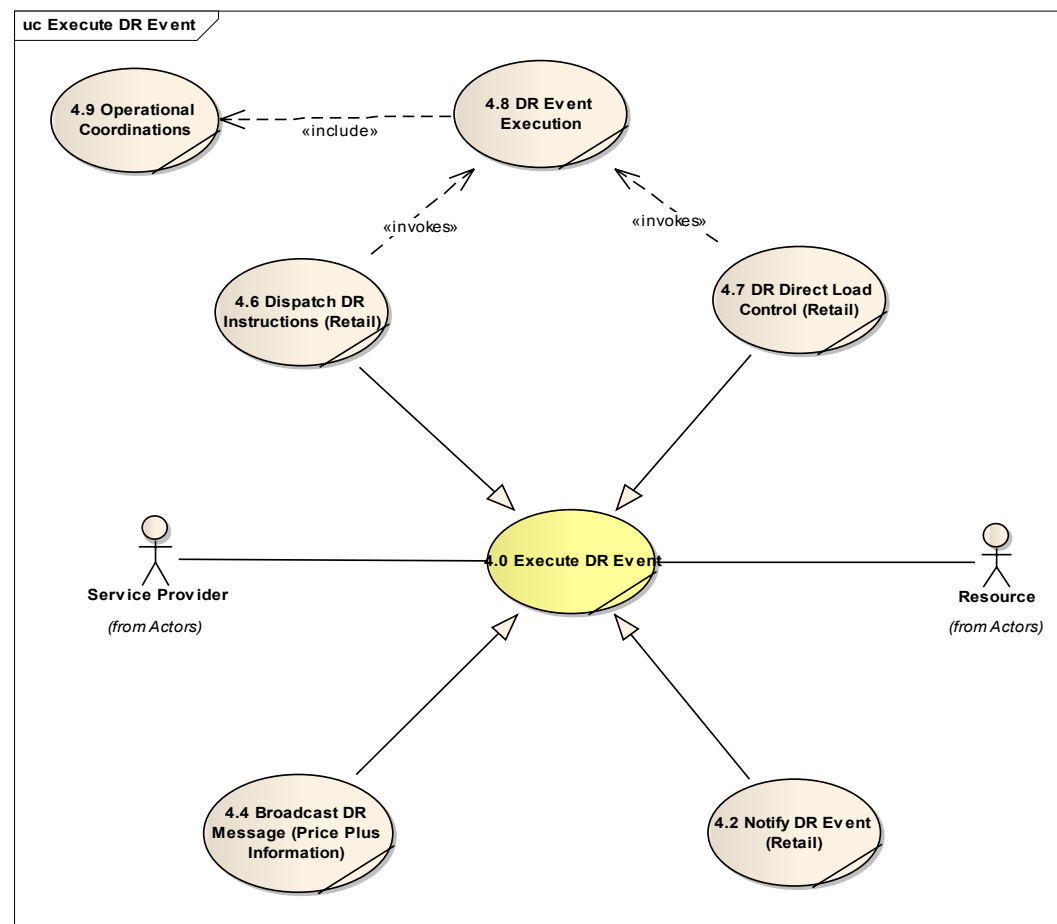 uc Execute DR Event
4.9 Operational
Coordinations
«include»
4.8 DR Event
Execution
«invokes»
«invokes»
4.6 Dispatch DR
Instructions (Retail)
4.7 DR Direct Load
Control (Retail)
Service Provider
(from Actors)
4.0 Execute DR Event
Resource
(from Actors)
4.4 Broadcast DR
Message (Price Plus
Information)
4.2 Notify DR Event
(Retail)